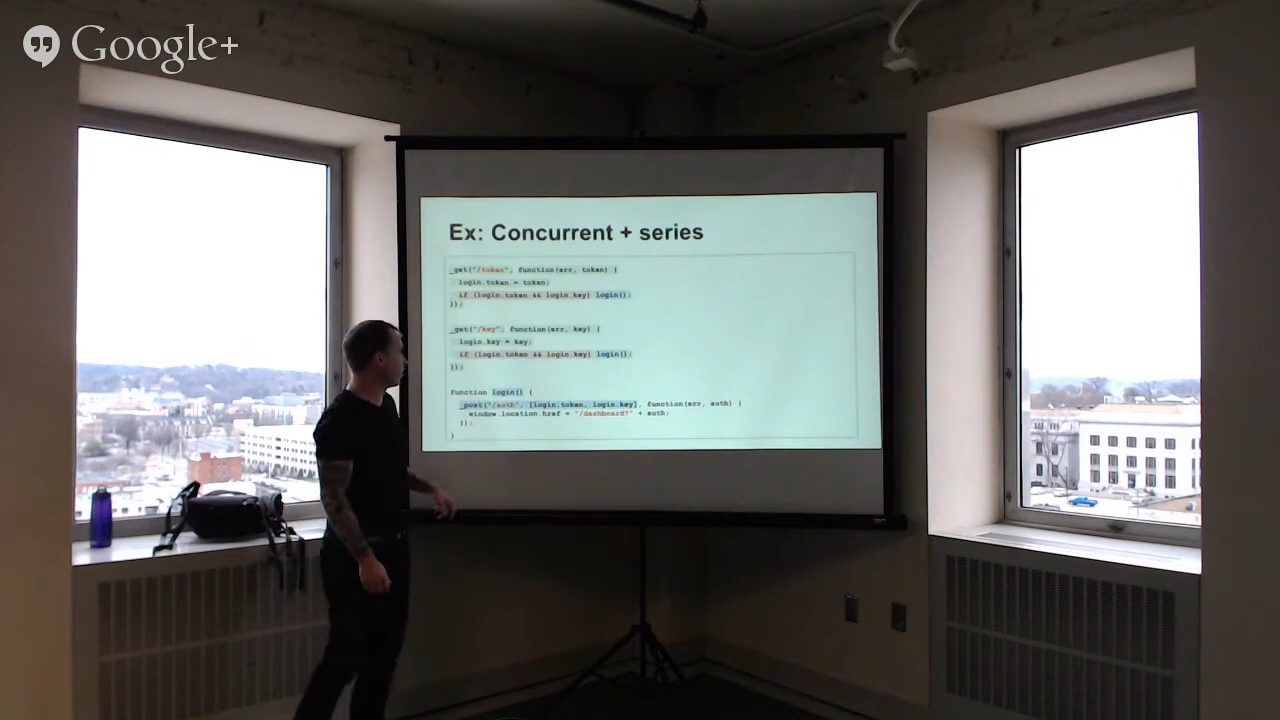 Google+
Ex: Concurrent + series
_get("/token", function(err, token) {
login.token = token;
if (login.token && login.key) login();
});
_get("/key", function(err, key) {
login.key = key;
if (login.token && login.key) login();
});
function login() {
_post("/auth", [login.token, login.key], function(err, auth) {
window.location.href = "/dashboard?" + auth;
});
}